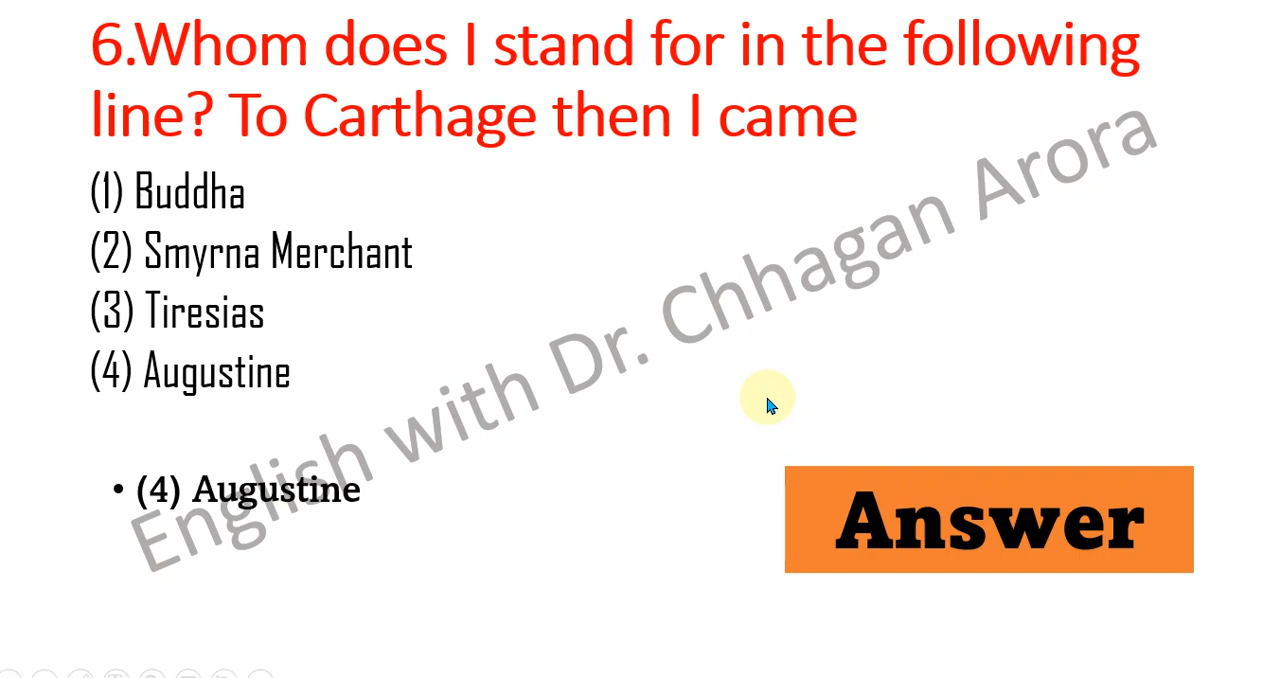 6.Whom does I stand for in the following
line? To Carthage then I came
(1) Buddha
(2) Smyrna Merchant
(3) Tiresias
(4) Augustine
• (4) Augustine
Answer
English with Dr. Chhagan Arora